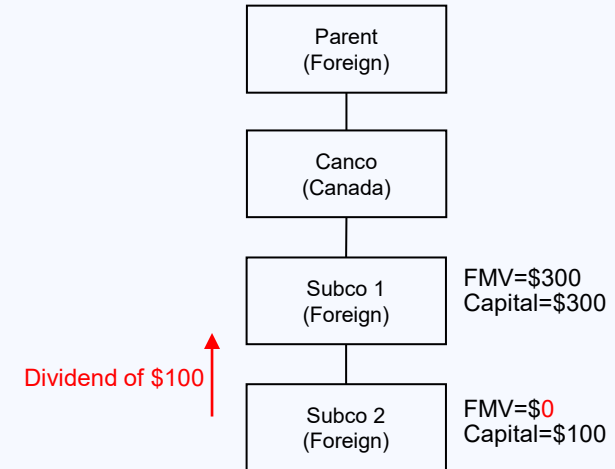 Parent
(Foreign)
Canco
(Canada)
Subco 1
(Foreign)
FMV=$300
Capital=$300
Dividend of $100
Subco 2
(Foreign)
FMV=$0
Capital=$100